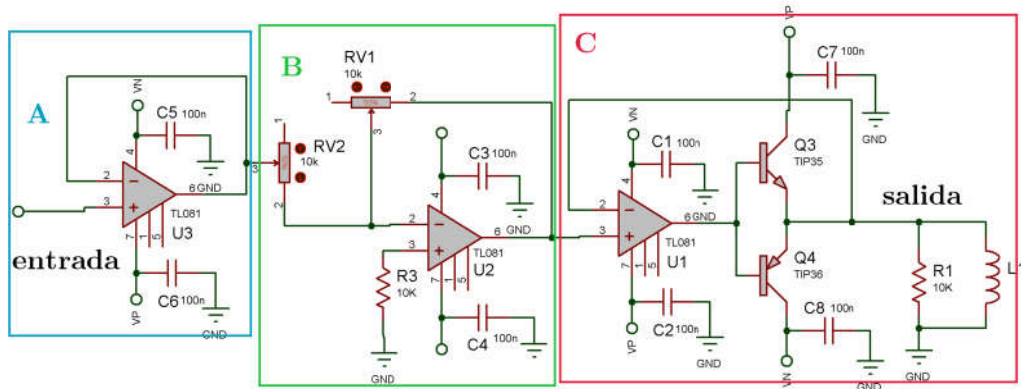 A
VN
4
C5 100n
2
3
6
GND
TL081
U3
7
1
5
entrada
C6 100n
VP
GND
B
RV1
10k
1
2
3
1
RV2
10k
3
2
C3 100n
4
2
3
6
GND
TL081
U2
7
1
5
R3
10K
C4 100n
GND
C
VP
C7 100n
GND
VN
C1 100n
4
2
3
6
GND
TL081
U1
7
1
5
C2 100n
VP
GND
Q3
TIP35
salida
Q4
TIP36
R1
10K
C8 100n
VN
GND
GND